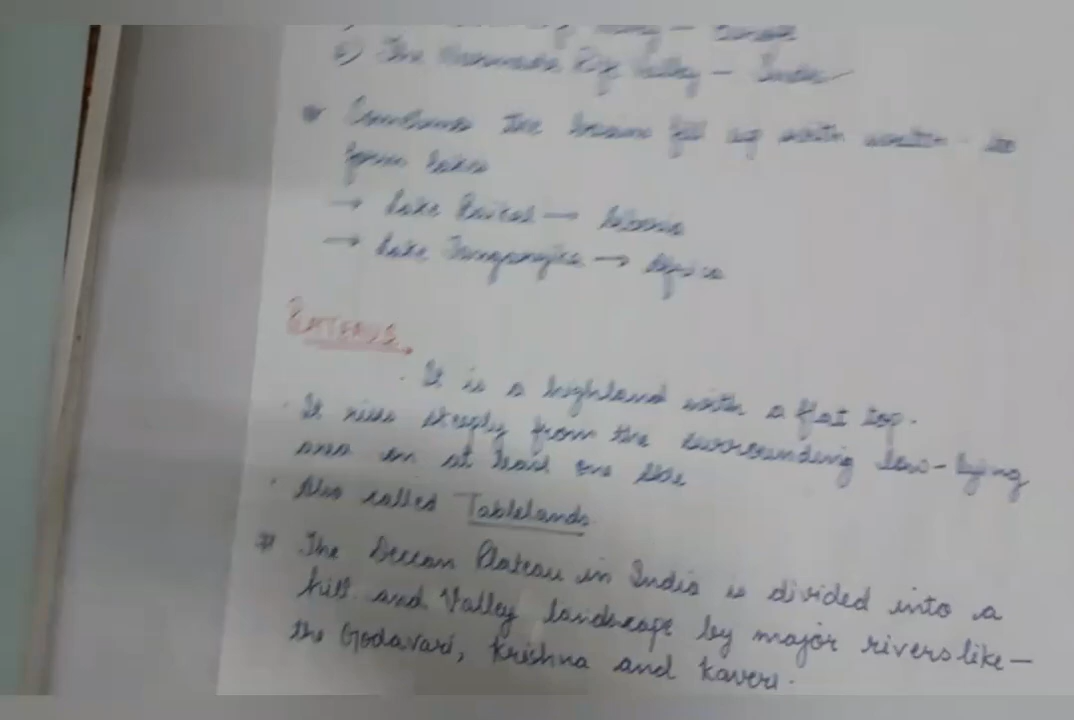 Rift Valley –
c) The Narmada Rift Valley – India
* Sometimes the basins fill up with water to
form lakes
→ Lake Baikal → Siberia
→ Lake Tanganyika → Africa
PLATEAUS
· It is a highland with a flat top.
· It rises steeply from the surrounding low-lying
area on at least one side
· Also called Tablelands.
* The Deccan Plateau in India is divided into a
hill and Valley landscape by major rivers like –
the Godavari, Krishna and Kaveri.